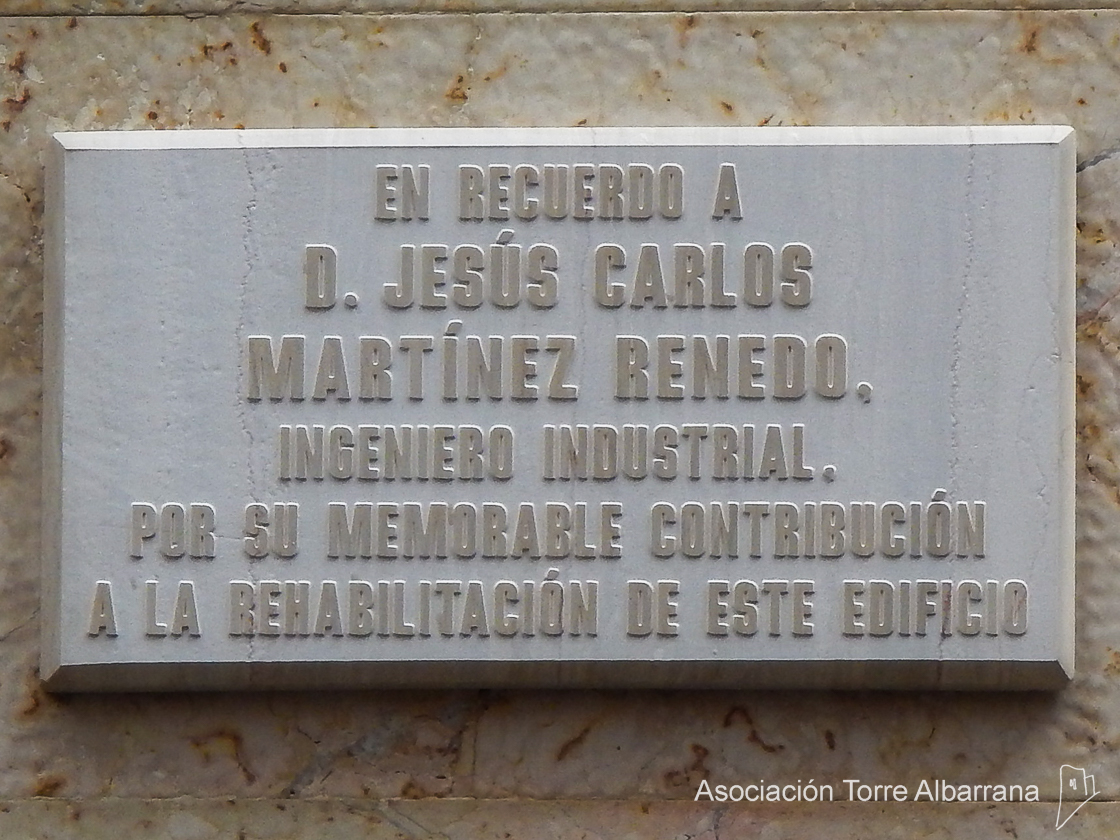 EN RECUERDO A
D. JESÚS CARLOS
MARTÍNEZ RENEDO,
INGENIERO INDUSTRIAL.
POR SU MEMORABLE CONTRIBUCIÓN
A LA REHABILITACIÓN DE ESTE EDIFICIO
Asociación Torre Albarrana